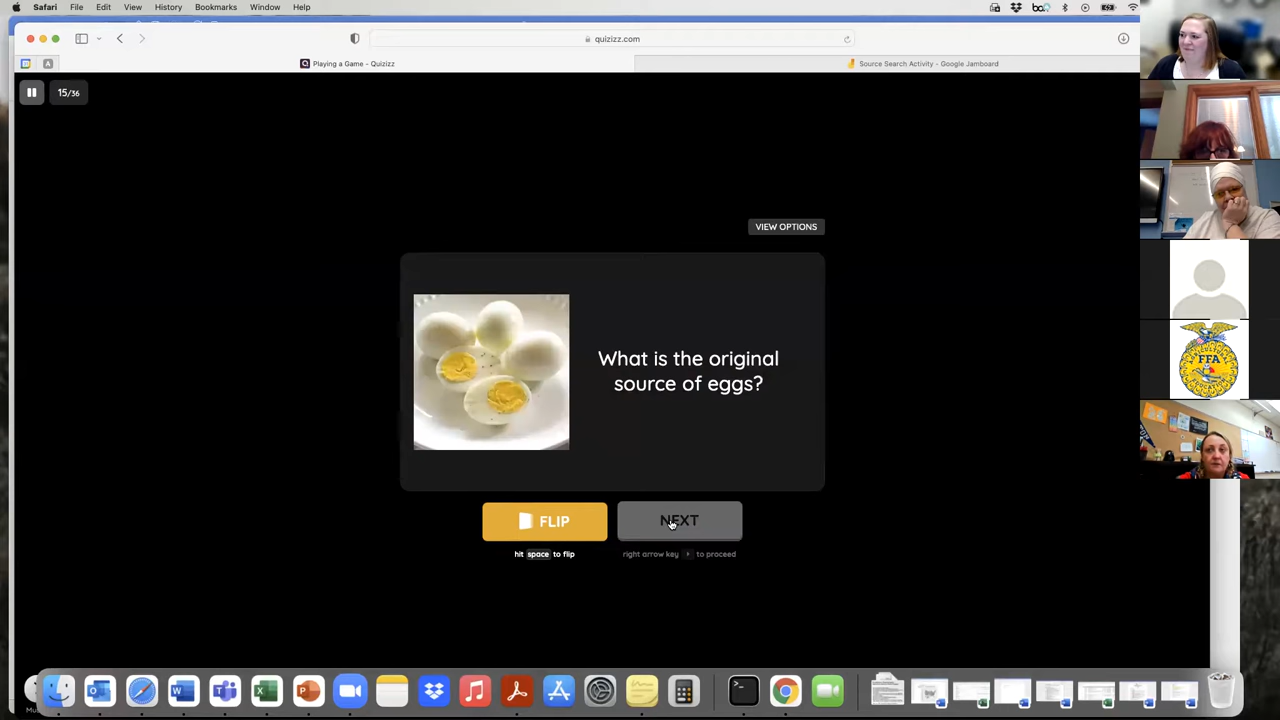 Safari File Edit View History Bookmarks Window Help
quizizz.com
A
Playing a Game - Quizizz
Source Search Activity - Google Jamboard
15/36
VIEW OPTIONS
What is the original
source of eggs?
FLIP
NEXT
hit space to flip
right arrow key to proceed
FFA